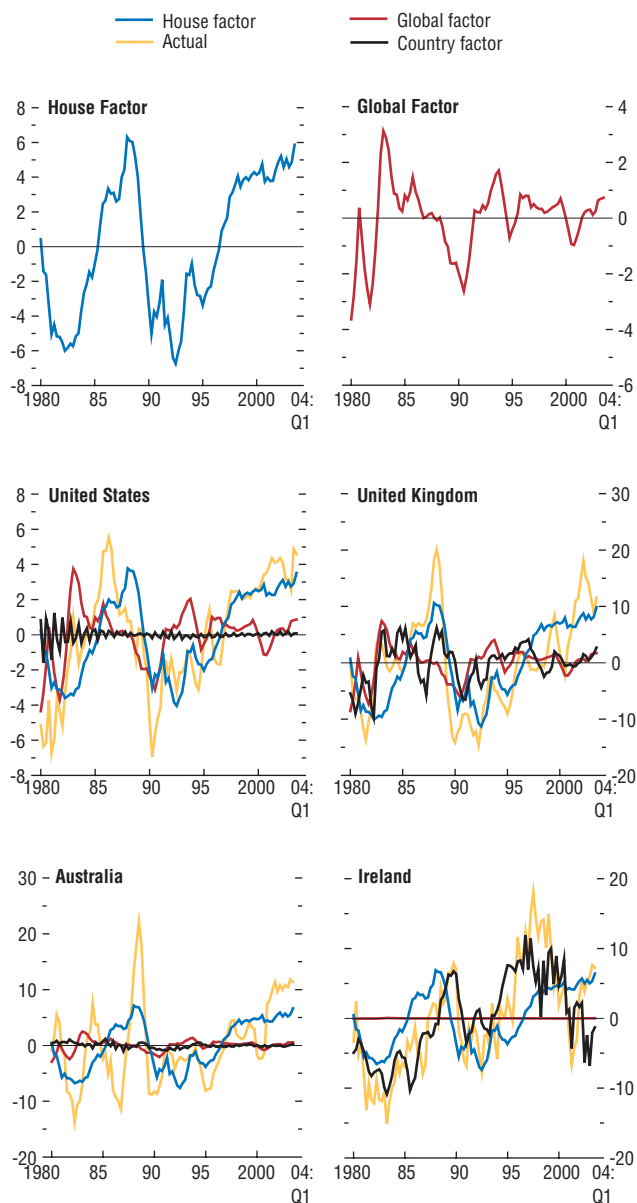 House factor
Global factor
Actual
Country factor
House Factor
8
6
4
2
0
-2
-4
-6
-8
1980 85 90 95 2000 04:
Q1
Global Factor
4
2
0
-2
-4
-6
1980 85 90 95 2000 04:
Q1
United States
8
6
4
2
0
-2
-4
-6
-8
1980 85 90 95 2000 04:
Q1
United Kingdom
30
20
10
0
-10
-20
1980 85 90 95 2000 04:
Q1
Australia
30
20
10
0
-10
-20
1980 85 90 95 2000 04:
Q1
Ireland
20
10
0
-10
-20
1980 85 90 95 2000 04:
Q1